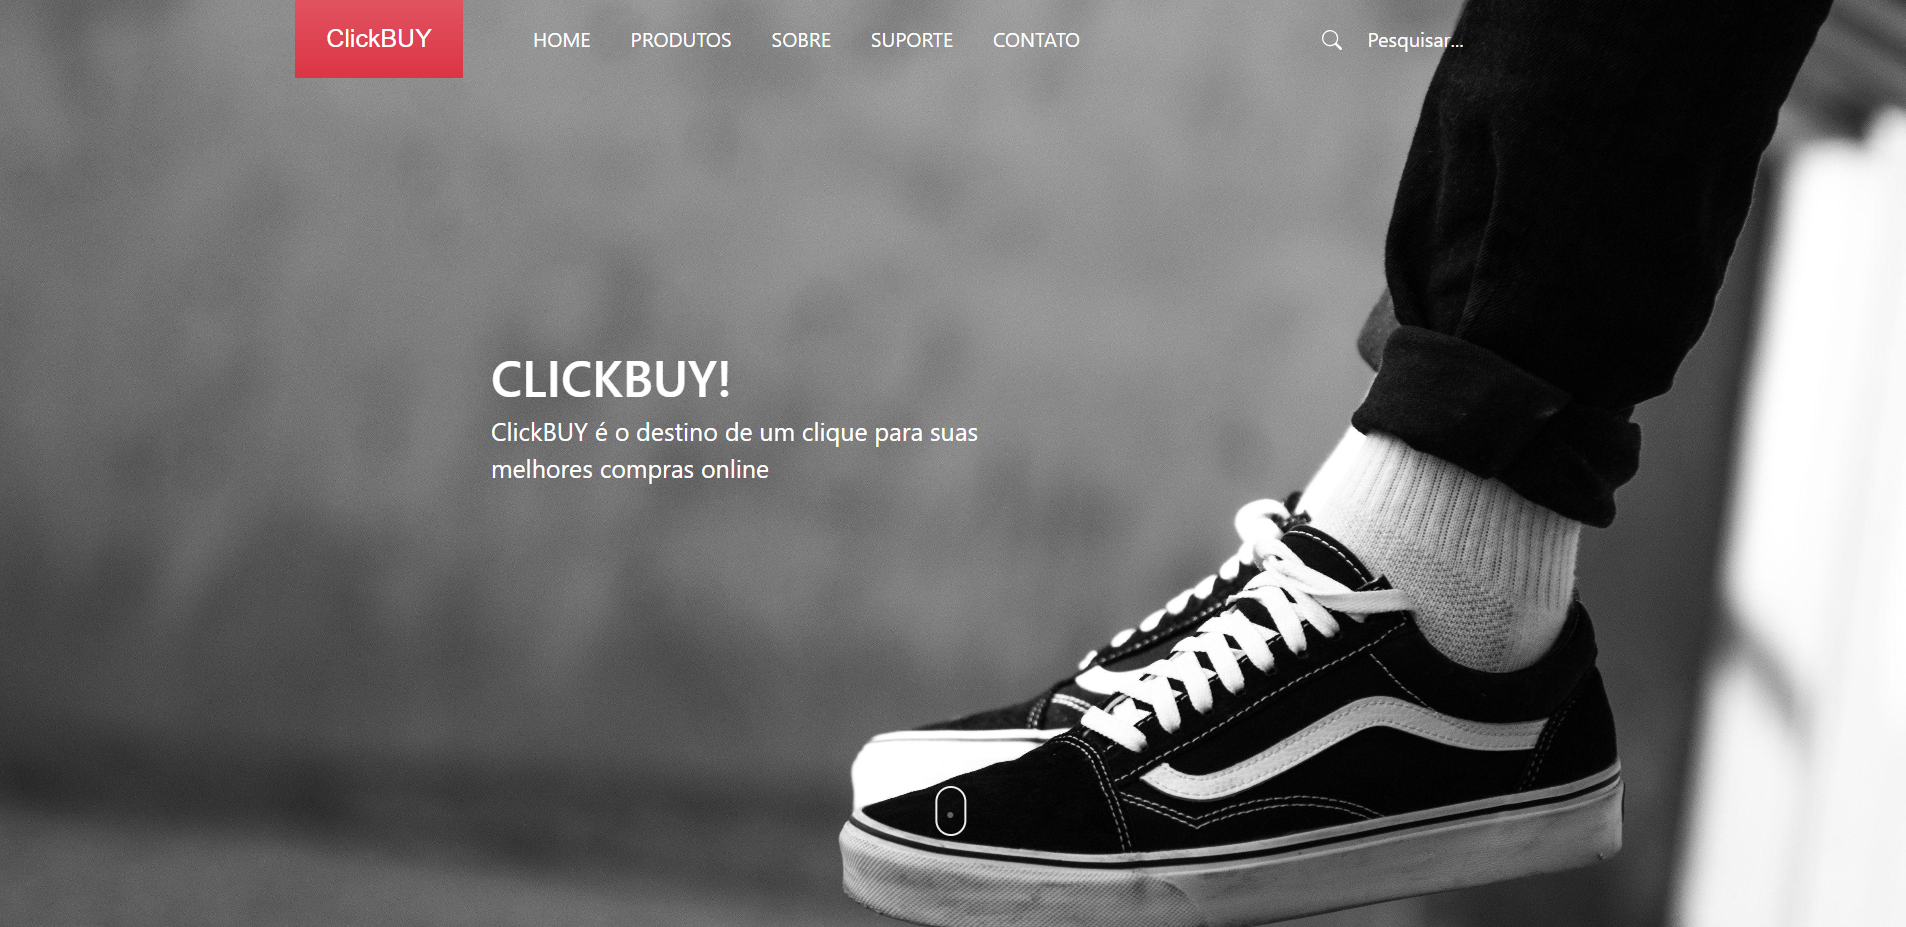 ClickBUY
HOME PRODUTOS SOBRE SUPORTE CONTATO
Pesquisar...
CLICKBUY!
ClickBUY é o destino de um clique para suas
melhores compras online